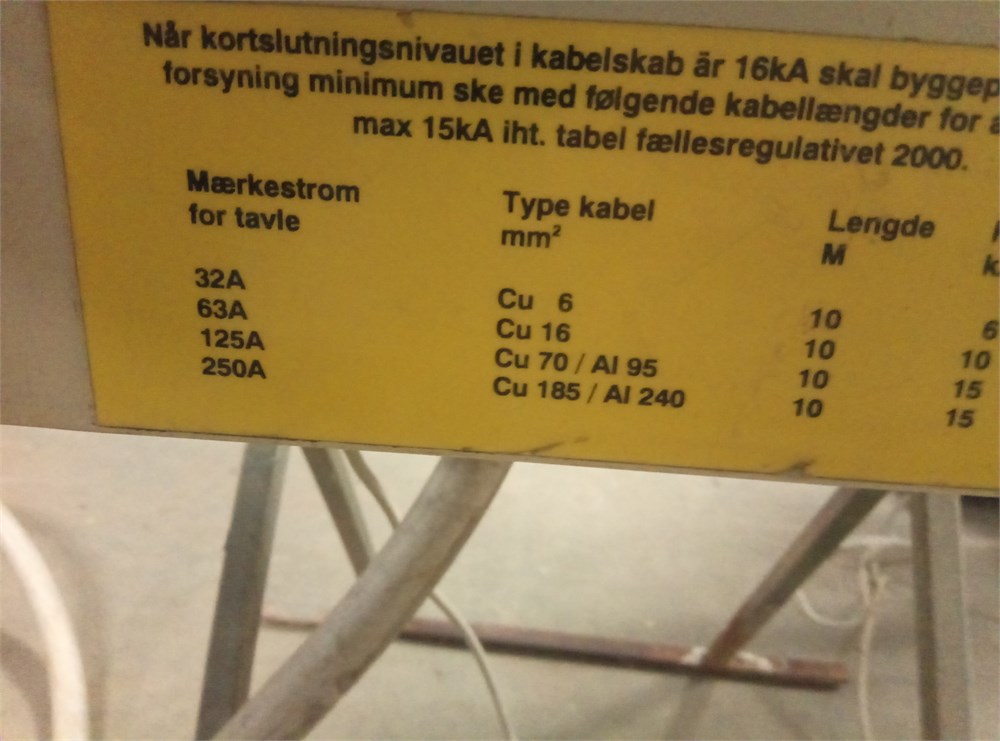 Når kortslutningsnivauet i kabelskab är 16kA skal
forsyning minimum ske med følgende kabellængder for
max 15kA iht. tabel fællesregulativet 2000.
Mærkestrom for tavle Type kabel mm² Lengde M
32A Cu 6 10 6
63A Cu 16 10 10
125A Cu 70 / Al 95 10 15
250A Cu 185 / Al 240 10 15